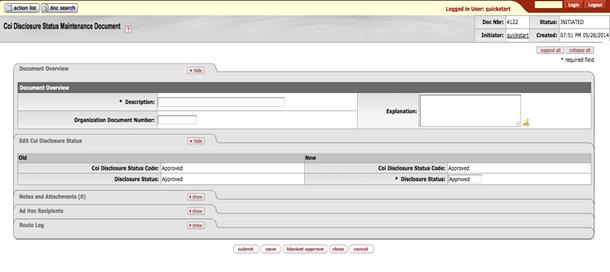 action list doc search
Logged in User: quickstart
Login Logout
Coi Disclosure Status Maintenance Document ?
Doc Nbr: 4122 Status: INITIATED
Initiator: quickstart Created: 07:51 PM 05/26/2014
expand all collapse all
* required field
Document Overview hide
Document Overview
* Description:
Explanation:
Organization Document Number:
Edit Coi Disclosure Status hide
Old New
Coi Disclosure Status Code: Approved Coi Disclosure Status Code: Approved
Disclosure Status: Approved * Disclosure Status: Approved
Notes and Attachments (0) show
Ad Hoc Recipients show
Route Log show
submit save blanket approve close cancel